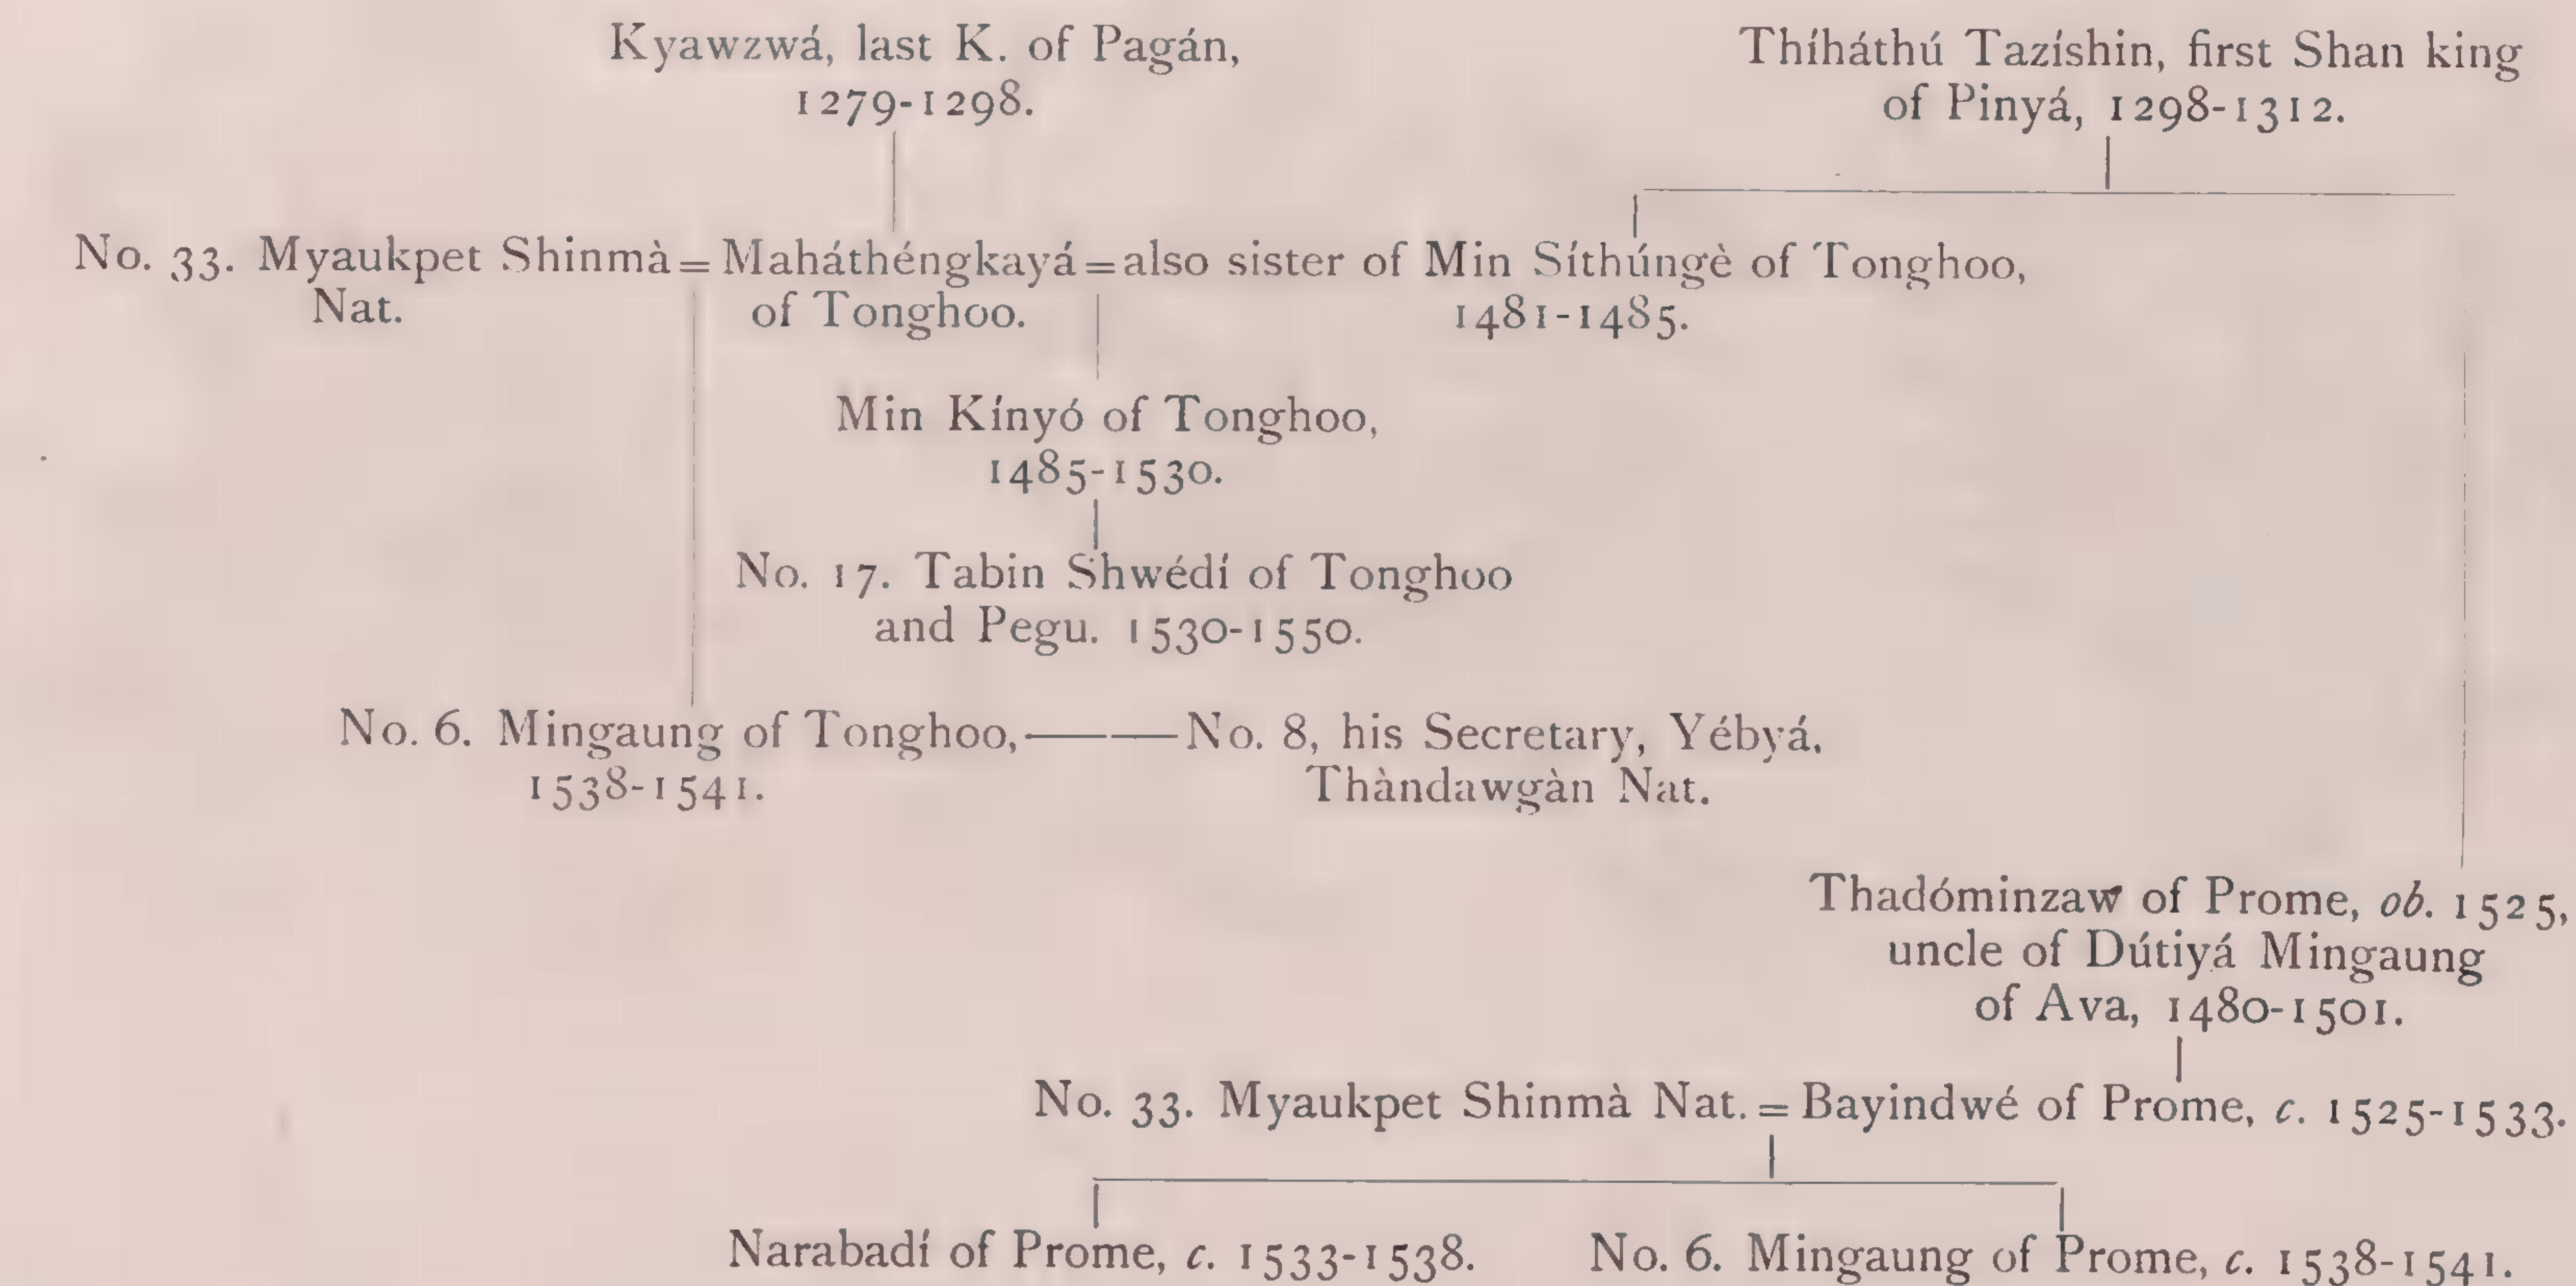 Kyawzwá, last K. of Pagán,
1279-1298.
Thíháthú Tazíshin, first Shan king
of Pinyá, 1298-1312.
No. 33. Myaukpet Shinmà = Maháthéngkayá = also sister of Min Síthúngè of Tonghoo,
Nat. of Tonghoo. 1481-1485.
Min Kínyó of Tonghoo,
1485-1530.
No. 17. Tabin Shwédí of Tonghoo
and Pegu. 1530-1550.
No. 6. Mingaung of Tonghoo,——No. 8, his Secretary, Yébyá,
1538-1541. Thàndawgàn Nat.
Thadóminzaw of Prome, ob. 1525,
uncle of Dútiyá Mingaung
of Ava, 1480-1501.
No. 33. Myaukpet Shinmà Nat. = Bayindwé of Prome, c. 1525-1533.
Narabadí of Prome, c. 1533-1538. No. 6. Mingaung of Prome, c. 1538-1541.